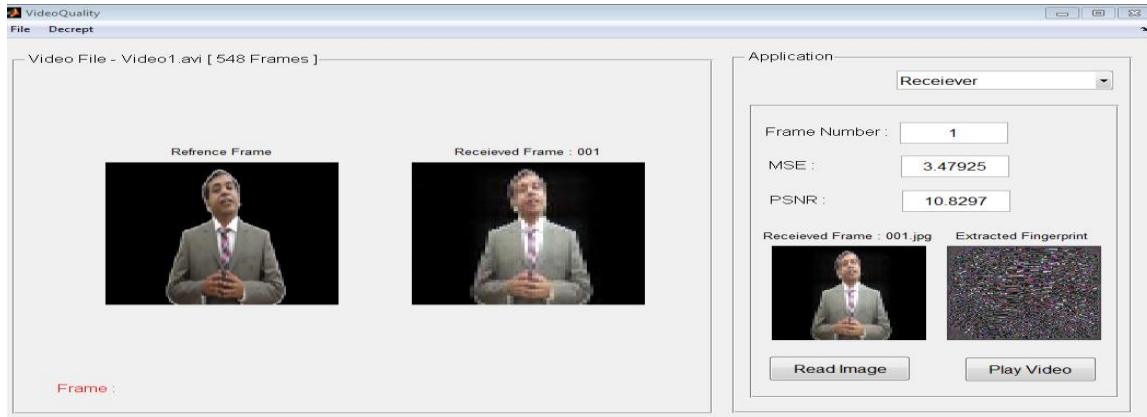 VideoQuality
File Decrept
Video File - Video1.avi [ 548 Frames ]
Refrence Frame
Receieved Frame : 001
Frame :
Application
Receiever
Frame Number : 1
MSE : 3.47925
PSNR : 10.8297
Receieved Frame : 001.jpg
Extracted Fingerprint
Read Image
Play Video